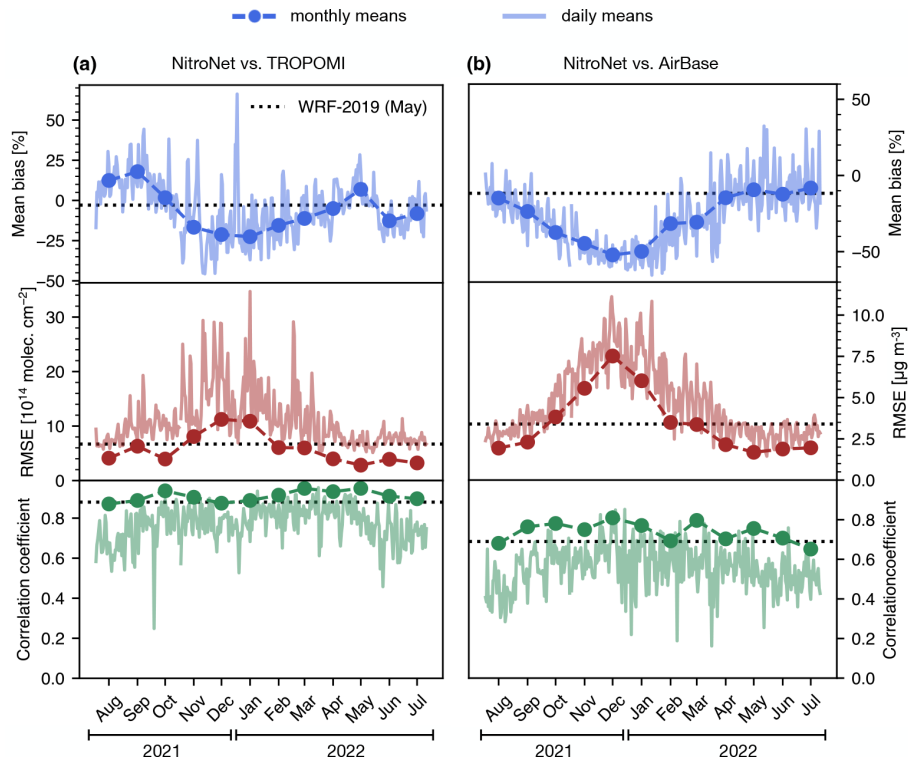 monthly means daily means
(a) NitroNet vs. TROPOMI
(b) NitroNet vs. AirBase
WRF-2019 (May)
Mean bias [%]
50
25
0
−25
−50
RMSE [10¹⁴ molec. cm⁻²]
30
20
10
0
Correlation coefficient
0.8
0.6
0.4
0.2
0.0
Mean bias [%]
50
0
−50
RMSE [µg m⁻³]
10.0
7.5
5.0
2.5
0.0
Correlationcoefficient
0.8
0.6
0.4
0.2
0.0
Aug Sep Oct Nov Dec Jan Feb Mar Apr May Jun Jul
2021 2022
Aug Sep Oct Nov Dec Jan Feb Mar Apr May Jun Jul
2021 2022